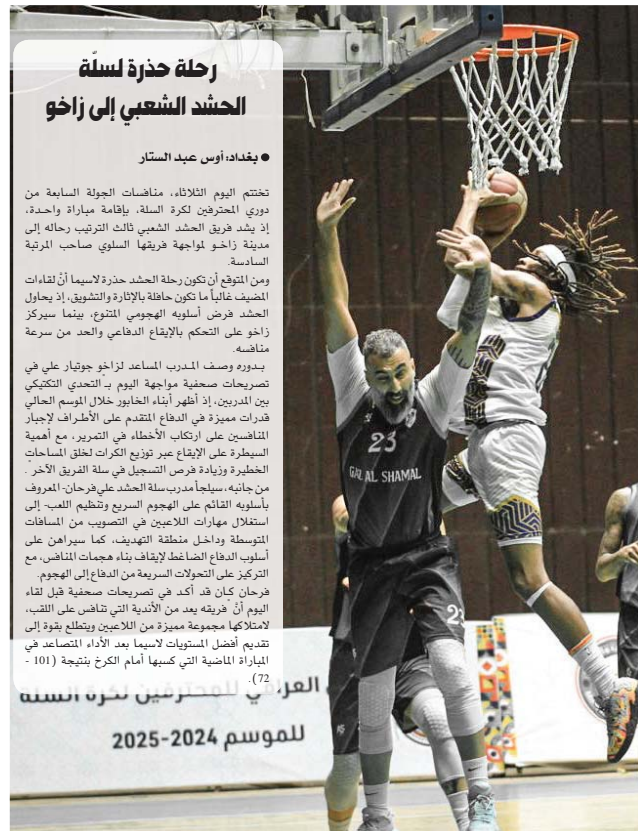 رحلة حذرة لسلّة
الحشد الشعبي إلى زاخو
● بغداد: أوس عبد الستار
تختتم اليوم الثلاثاء، منافسات الجولة السابعة من
دوري المحترفين لكرة السلة، بإقامة مباراة واحدة،
إذ يشد فريق الحشد الشعبي ثالث الترتيب رحاله إلى
مدينة زاخو لمواجهة فريقها السلوي صاحب المرتبة
السادسة.
ومن المتوقع أن تكون رحلة الحشد حذرة لاسيما أنّ لقاءات
المضيف غالباً ما تكون حافلة بالإثارة والتشويق، إذ يحاول
الحشد فرض أسلوبه الهجومي المتنوع، بينما سيركز
زاخو على التحكم بالإيقاع الدفاعي والحد من سرعة
منافسه.
بدوره وصف المدرب المساعد لزاخو جوتيار علي في
تصريحات صحفية مواجهة اليوم بـ"التحدي التكتيكي
بين المدربين، إذ أظهر أبناء الخابور خلال الموسم الحالي
قدرات مميزة في الدفاع المتقدم على الأطراف لإجبار
المنافسين على ارتكاب الأخطاء في التمرير، مع أهمية
السيطرة على الإيقاع عبر توزيع الكرات لخلق المساحات
الخطيرة وزيادة فرص التسجيل في سلة الفريق الآخر".
من جانبه، سيلجأ مدرب سلة الحشد علي فرحان- المعروف
بأسلوبه القائم على الهجوم السريع وتنظيم اللعب- إلى
استغلال مهارات اللاعبين في التصويب من المسافات
المتوسطة وداخل منطقة التهديف، كما سيراهن على
أسلوب الدفاع الضاغط لإيقاف بناء هجمات المنافس، مع
التركيز على التحولات السريعة من الدفاع إلى الهجوم.
فرحان كان قد أكد في تصريحات صحفية قبل لقاء
اليوم أنّ "فريقه يعد من الأندية التي تنافس على اللقب،
لامتلاكها مجموعة مميزة من اللاعبين ويتطلع بقوة إلى
تقديم أفضل المستويات لاسيما بعد الأداء المتصاعد في
المباراة الماضية التي كسبها أمام الكرخ بنتيجة (101 -
72)".
23
GAZ AL SHAMAL
23
العراقي للمحترفين لكرة السلة
للموسم 2024-2025